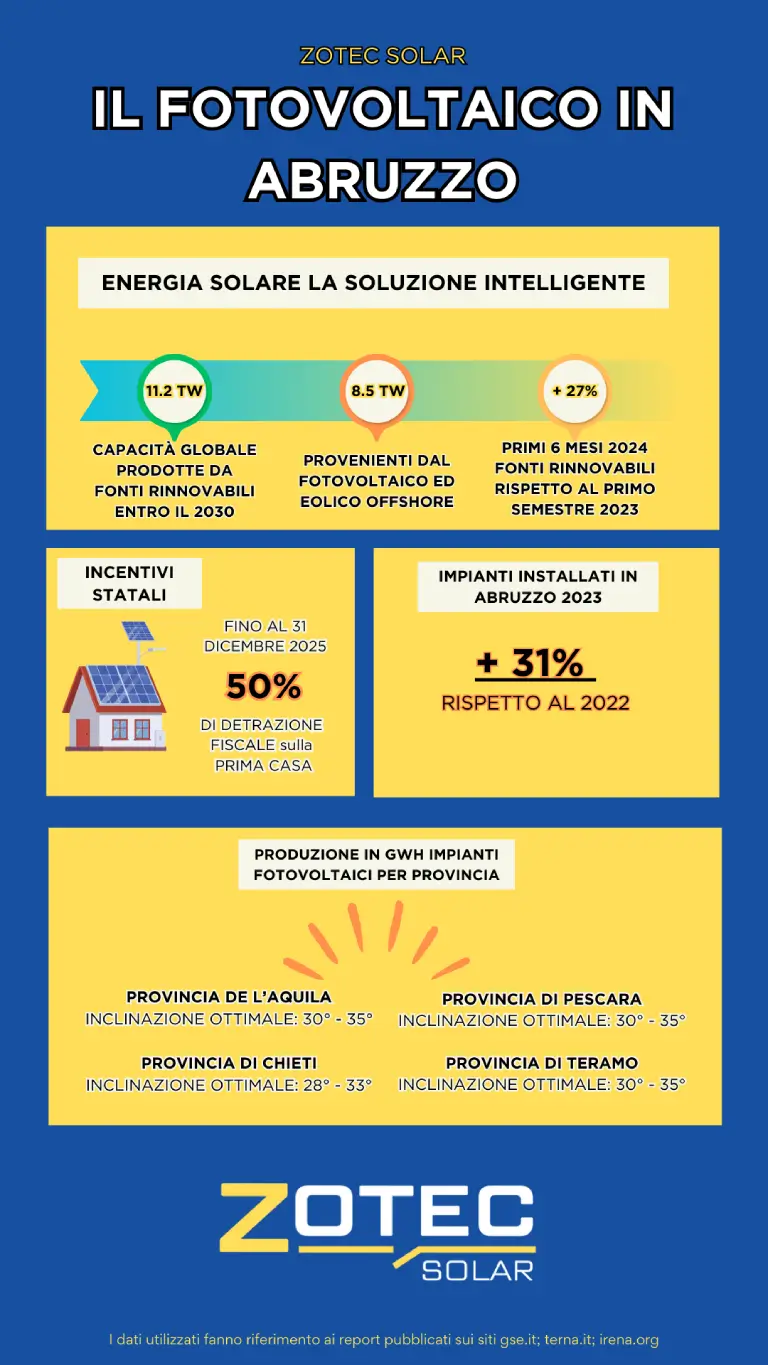 ZOTEC SOLAR
IL FOTOVOLTAICO IN
ABRUZZO
ENERGIA SOLARE LA SOLUZIONE INTELLIGENTE
11.2 TW
CAPACITÀ GLOBALE
PRODOTTE DA
FONTI RINNOVABILI
ENTRO IL 2030
8.5 TW
PROVENIENTI DAL
FOTOVOLTAICO ED
EOLICO OFFSHORE
+ 27%
PRIMI 6 MESI 2024
FONTI RINNOVABILI
RISPETTO AL PRIMO
SEMESTRE 2023
INCENTIVI
STATALI
FINO AL 31
DICEMBRE 2025
50%
DI DETRAZIONE
FISCALE sulla
PRIMA CASA
IMPIANTI INSTALLATI IN
ABRUZZO 2023
+ 31%
RISPETTO AL 2022
PRODUZIONE IN GWH IMPIANTI
FOTOVOLTAICI PER PROVINCIA
PROVINCIA DE L'AQUILA
INCLINAZIONE OTTIMALE: 30° - 35°
PROVINCIA DI PESCARA
INCLINAZIONE OTTIMALE: 30° - 35°
PROVINCIA DI CHIETI
INCLINAZIONE OTTIMALE: 28° - 33°
PROVINCIA DI TERAMO
INCLINAZIONE OTTIMALE: 30° - 35°
ZOTEC
SOLAR
I dati utilizzati fanno riferimento ai report pubblicati sui siti gse.it; terna.it; irena.org